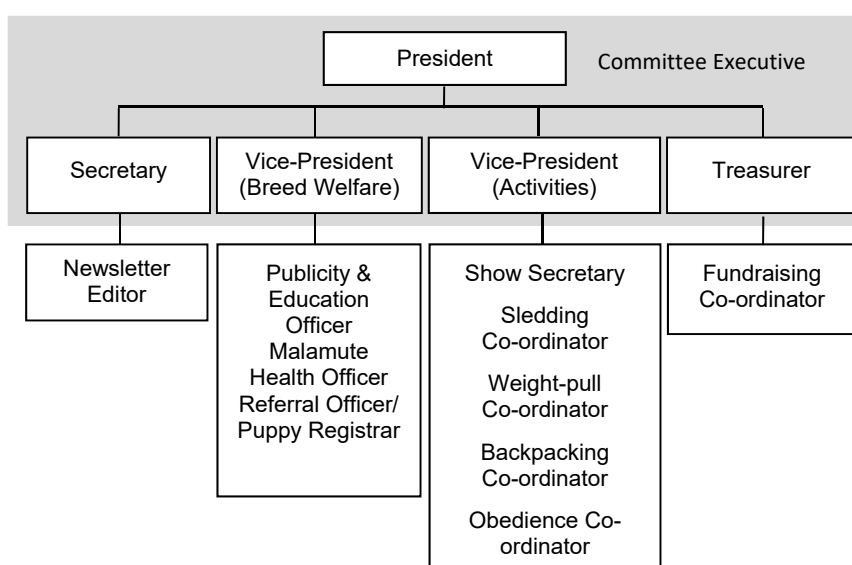 President
Committee Executive
Secretary
Vice-President
(Breed Welfare)
Vice-President
(Activities)
Treasurer
Newsletter
Editor
Publicity &
Education
Officer
Malamute
Health Officer
Referral Officer/
Puppy Registrar
Show Secretary
Sledding
Co-ordinator
Weight-pull
Co-ordinator
Backpacking
Co-ordinator
Obedience Co-
ordinator
Fundraising
Co-ordinator